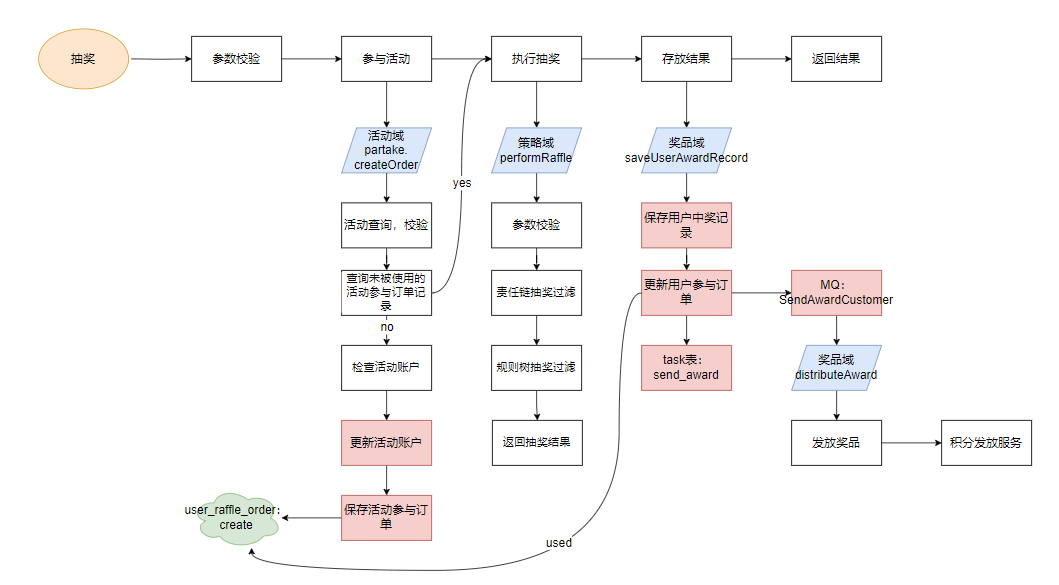 抽奖
参数校验
参与活动
执行抽奖
存放结果
返回结果
活动域
partake.
createOrder
策略域
performRaffle
奖品域
saveUserAwardRecord
yes
活动查询，校验
参数校验
保存用户中奖记
录
查询未被使用的
活动参与订单记
录
责任链抽奖过滤
更新用户参与订
单
MQ：
SendAwardCustomer
no
检查活动账户
规则树抽奖过滤
task表：
send_award
奖品域
distributeAward
更新活动账户
返回抽奖结果
发放奖品
积分发放服务
user_raffle_order：
create
保存活动参与订
单
used